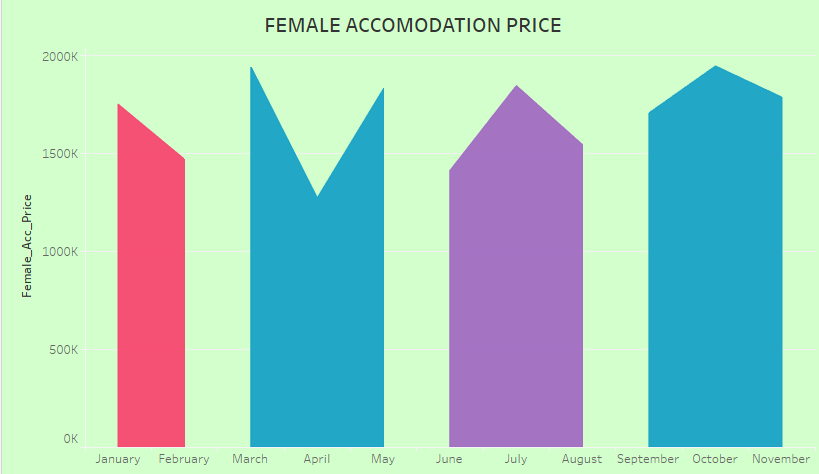 FEMALE ACCOMODATION PRICE
2000K
1500K
1000K
500K
0K
Female_Acc_Price
January February March April May June July August September October November